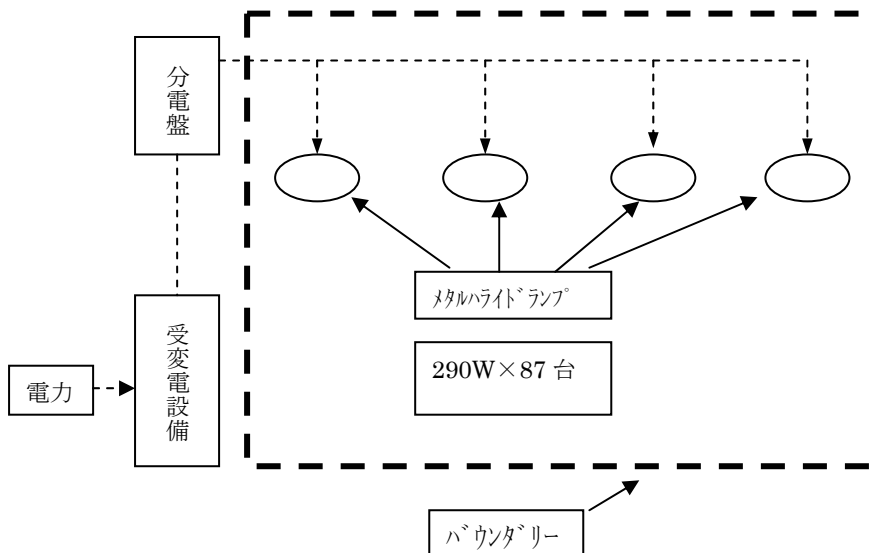 分電盤
メタルハライドランプ
290W×87 台
受変電設備
電力
バウンダリー